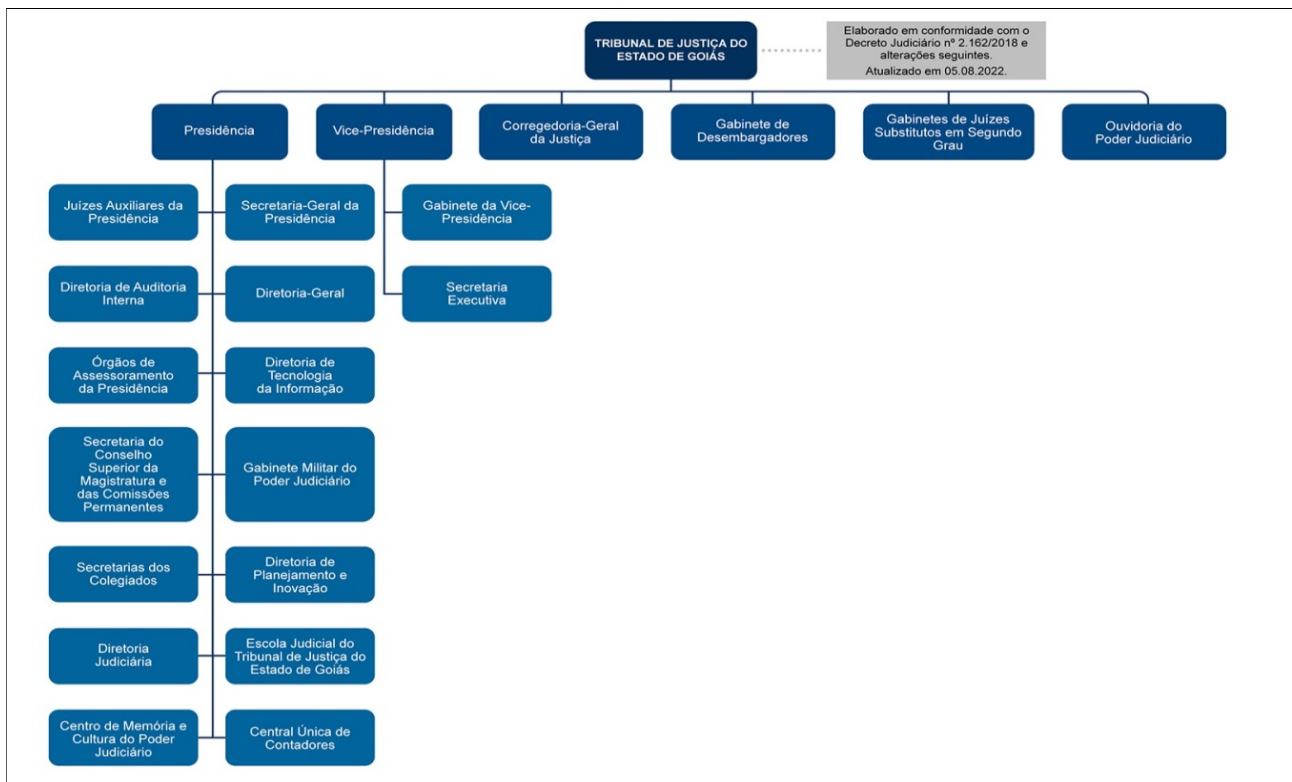 TRIBUNAL DE JUSTIÇA DO
ESTADO DE GOIÁS
Elaborado em conformidade com o
Decreto Judiciário nº 2.162/2018 e
alterações seguintes.
Atualizado em 05.08.2022.
Presidência
Vice-Presidência
Corregedoria-Geral
da Justiça
Gabinete de
Desembargadores
Gabinetes de Juízes
Substitutos em Segundo
Grau
Ouvidoria do
Poder Judiciário
Juízes Auxiliares da
Presidência
Secretaria-Geral da
Presidência
Gabinete da Vice-
Presidência
Diretoria de Auditoria
Interna
Diretoria-Geral
Secretaria
Executiva
Órgãos de
Assessoramento
da Presidência
Diretoria de
Tecnologia
da Informação
Secretaria do
Conselho
Superior da
Magistratura e
das Comissões
Permanentes
Gabinete Militar do
Poder Judiciário
Secretarias dos
Colegiados
Diretoria de
Planejamento e
Inovação
Diretoria
Judiciária
Escola Judicial do
Tribunal de Justiça do
Estado de Goiás
Centro de Memória e
Cultura do Poder
Judiciário
Central Única de
Contadores